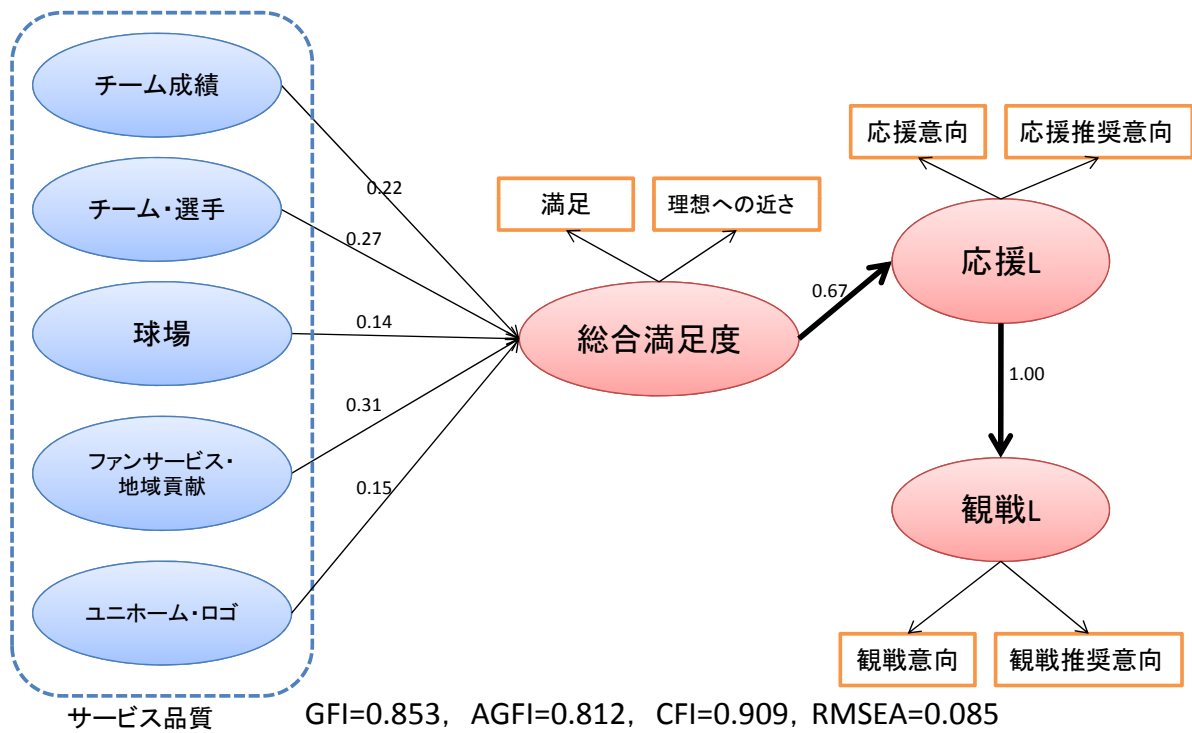 チーム成績
チーム・選手
球場
ファンサービス・
地域貢献
ユニホーム・ロゴ
サービス品質
0.22
0.27
0.14
0.31
0.15
満足
理想への近さ
総合満足度
0.67
応援意向
応援推奨意向
応援L
1.00
観戦L
観戦意向
観戦推奨意向
GFI=0.853, AGFI=0.812, CFI=0.909, RMSEA=0.085